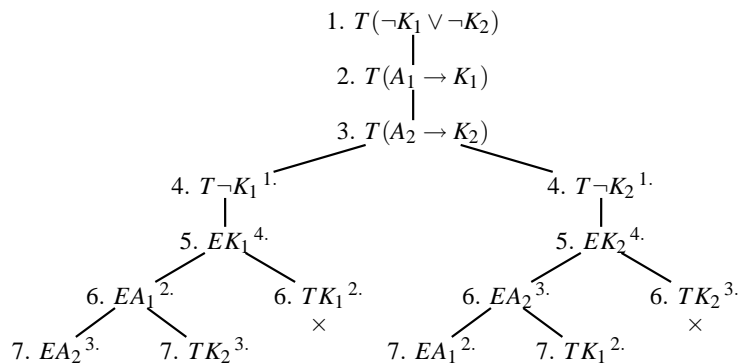 1. T(¬K₁ ∨ ¬K₂)
2. T(A₁ → K₁)
3. T(A₂ → K₂)
4. T¬K₁ ¹·
4. T¬K₂ ¹·
5. EK₁ ⁴·
5. EK₂ ⁴·
6. EA₁ ²·
6. TK₁ ²·
6. EA₂ ³·
6. TK₂ ³·
×
×
7. EA₂ ³·
7. TK₂ ³·
7. EA₁ ²·
7. TK₁ ²·